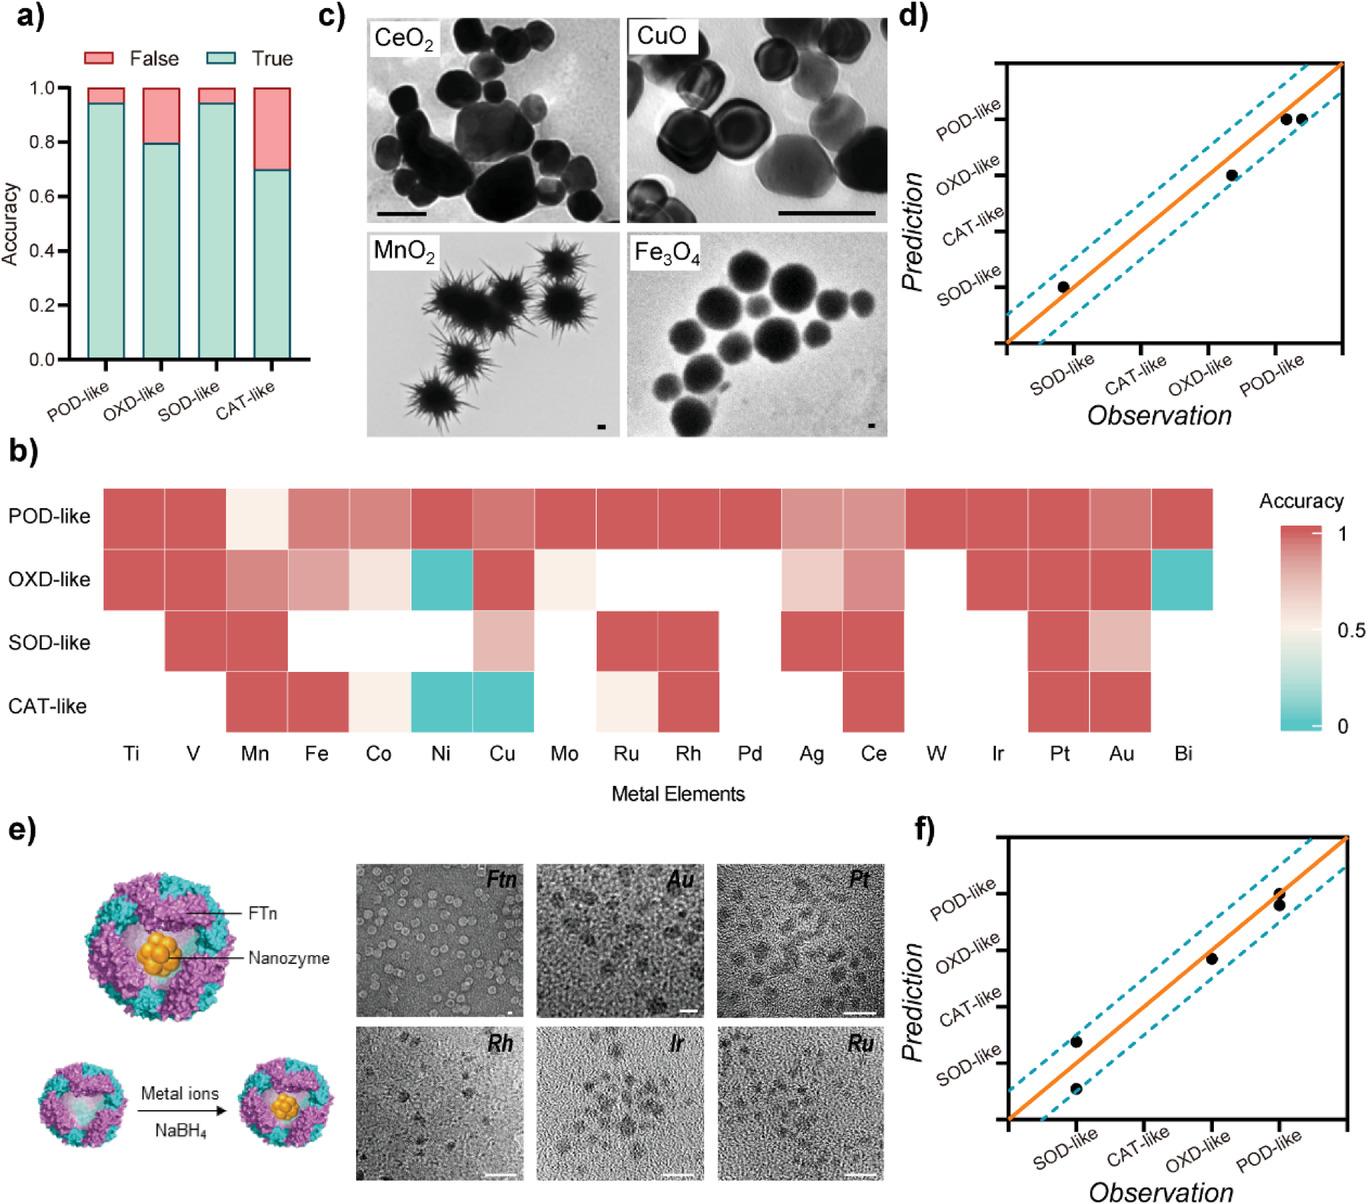 a)
False
True
1.0
0.8
0.6
0.4
0.2
0.0
Accuracy
POD-like
OXD-like
SOD-like
CAT-like
c)
CeO2
CuO
MnO2
Fe3O4
d)
POD-like
OXD-like
CAT-like
SOD-like
Prediction
SOD-like
CAT-like
OXD-like
POD-like
Observation
b)
POD-like
OXD-like
SOD-like
CAT-like
Ti V Mn Fe Co Ni Cu Mo Ru Rh Pd Ag Ce W Ir Pt Au Bi
Metal Elements
Accuracy
1
0.5
0
e)
FTn
Nanozyme
Metal ions
NaBH4
Ftn
Au
Pt
Rh
Ir
Ru
f)
POD-like
OXD-like
CAT-like
SOD-like
Prediction
SOD-like
CAT-like
OXD-like
POD-like
Observation